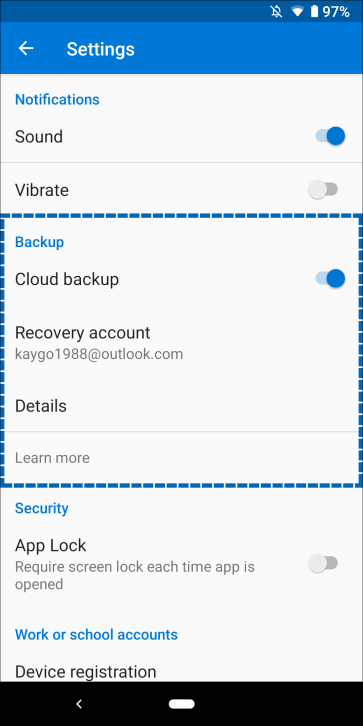 97%
Settings
Notifications
Sound
Vibrate
Backup
Cloud backup
Recovery account
kaygo1988@outlook.com
Details
Learn more
Security
App Lock
Require screen lock each time app is
opened
Work or school accounts
Device registration